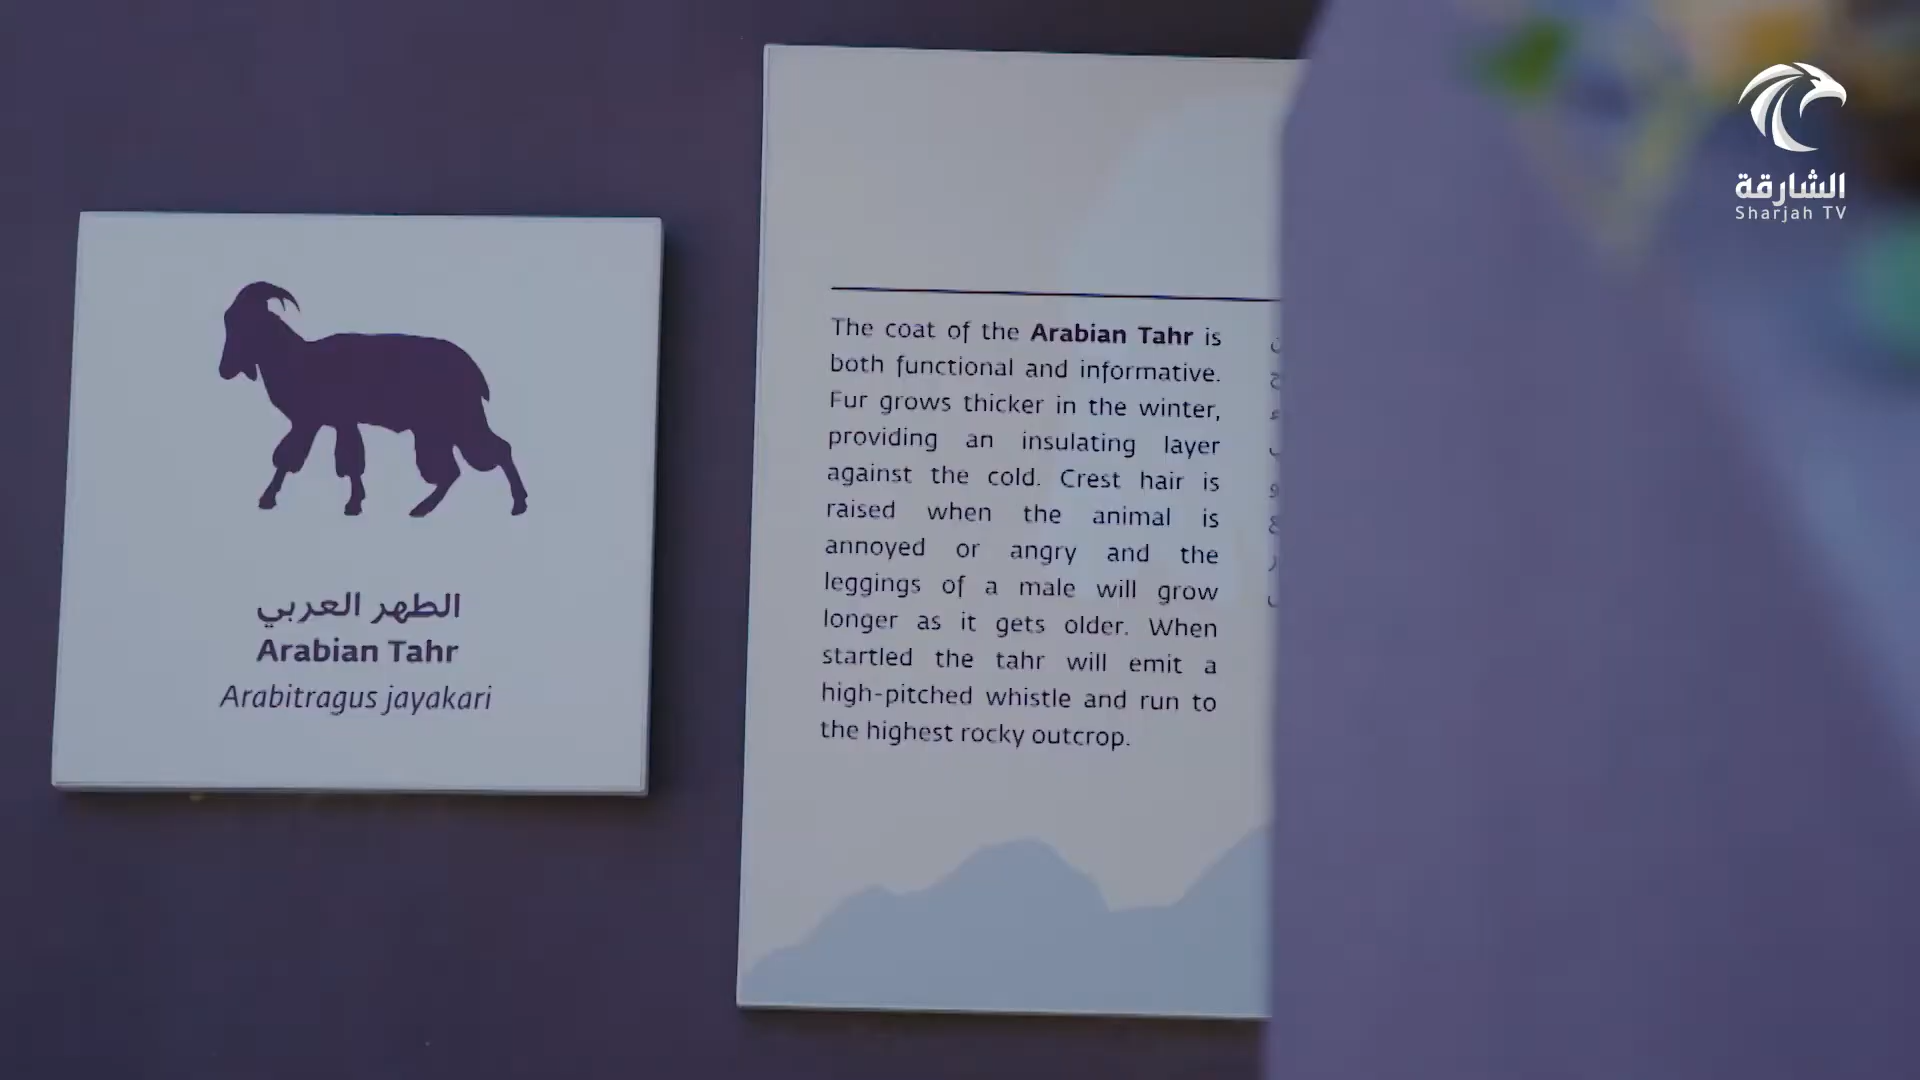 الطهر العربي
Arabian Tahr
Arabitragus jayakari
The coat of the Arabian Tahr is
both functional and informative.
Fur grows thicker in the winter,
providing an insulating layer
against the cold. Crest hair is
raised when the animal is
annoyed or angry and the
leggings of a male will grow
longer as it gets older. When
startled the tahr will emit a
high-pitched whistle and run to
the highest rocky outcrop.
الشارقة
Sharjah TV